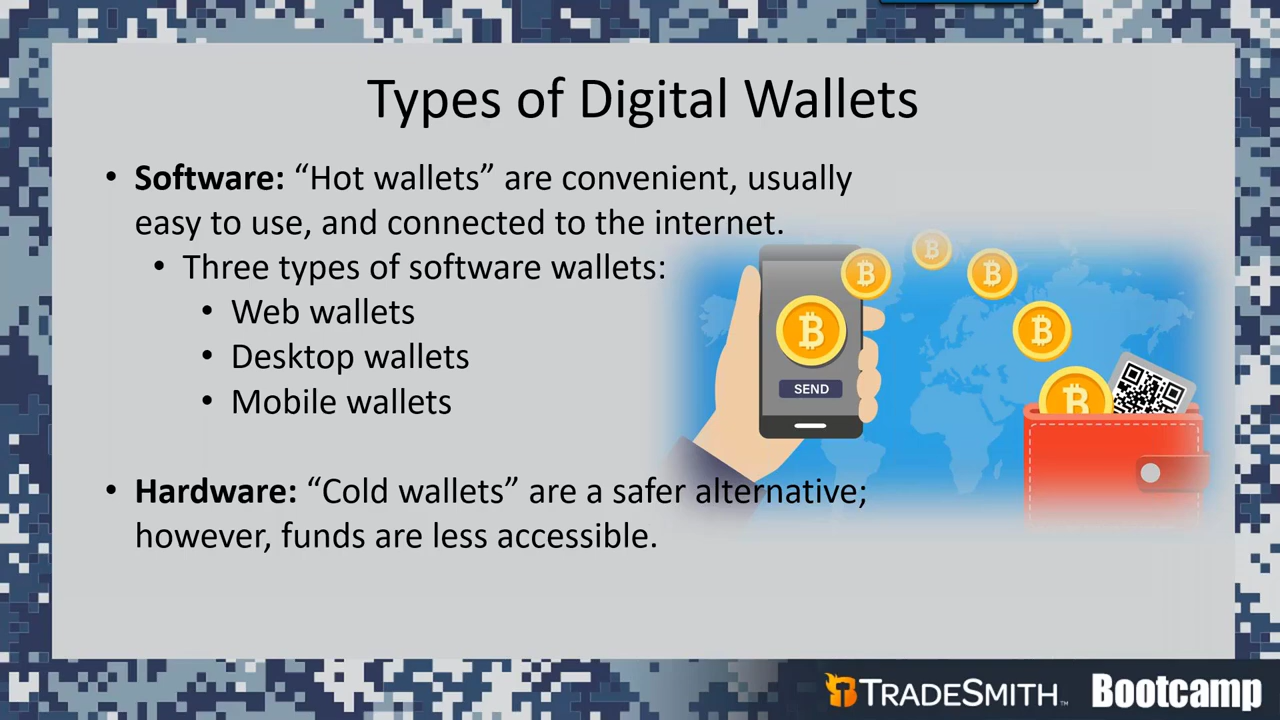 Types of Digital Wallets
• Software: “Hot wallets” are convenient, usually
easy to use, and connected to the internet.
• Three types of software wallets:
• Web wallets
• Desktop wallets
• Mobile wallets
SEND
• Hardware: “Cold wallets” are a safer alternative;
however, funds are less accessible.
TRADESMITH™ Bootcamp